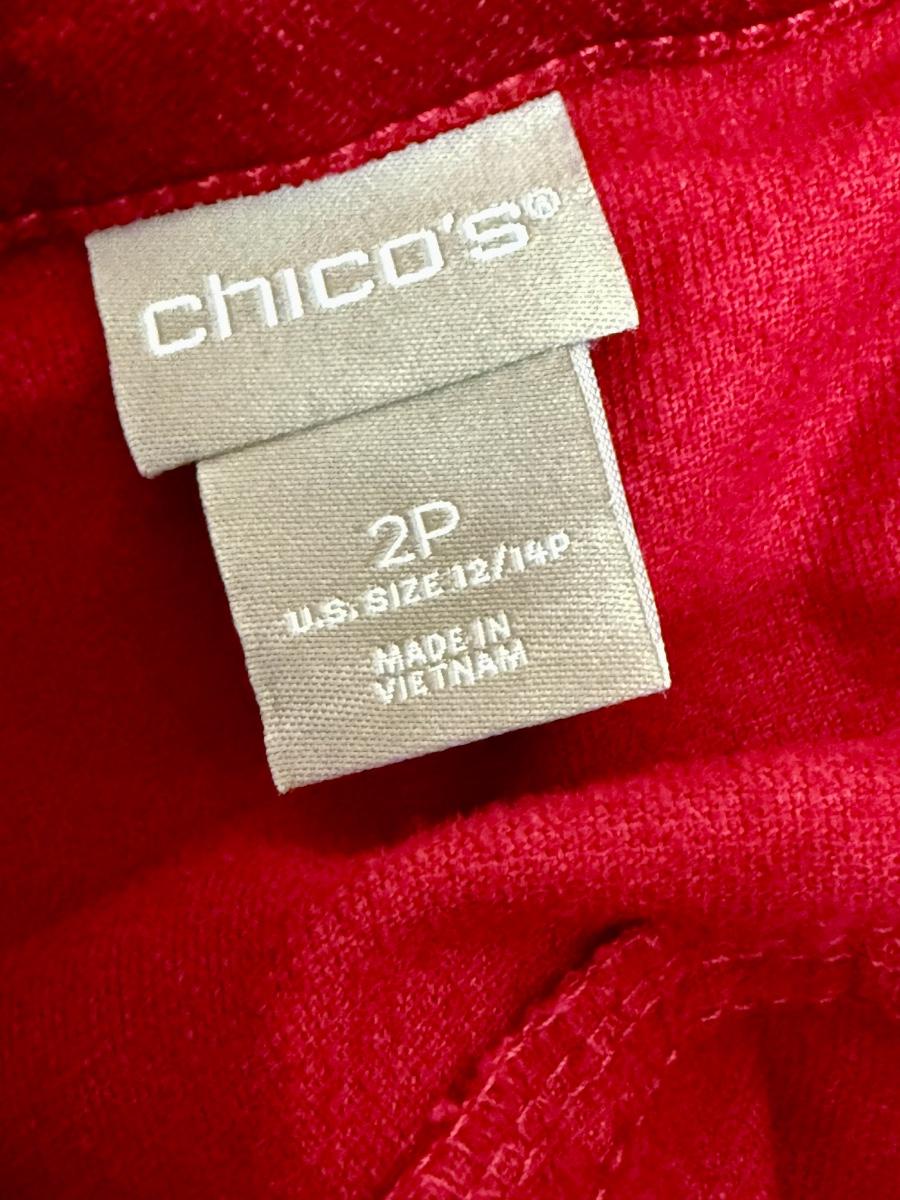 chico's®
2P
U.S. SIZE 12/14P
MADE IN
VIETNAM